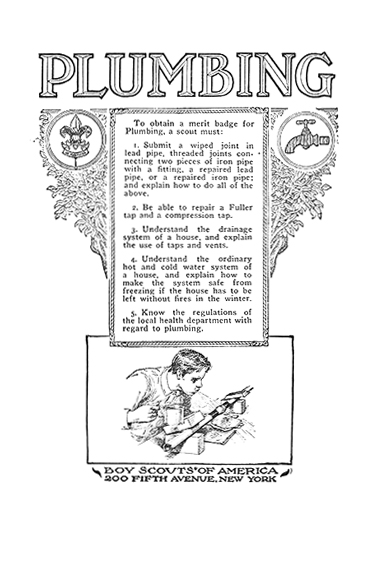 PLUMBING
To obtain a merit badge for
Plumbing, a scout must:
1. Submit a wiped joint in
lead pipe, threaded joints con-
necting two pieces of iron pipe
with a fitting, a repaired lead
pipe, or a repaired iron pipe;
and explain how to do all of the
above.
2. Be able to repair a Fuller
tap and a compression tap.
3. Understand the drainage
system of a house, and explain
the use of taps and vents.
4. Understand the ordinary
hot and cold water system of
a house, and explain how to
make the system safe from
freezing if the house has to be
left without fires in the winter.
5. Know the regulations of
the local health department with
regard to plumbing.
BOY SCOUTS OF AMERICA
200 FIFTH AVENUE, NEW YORK